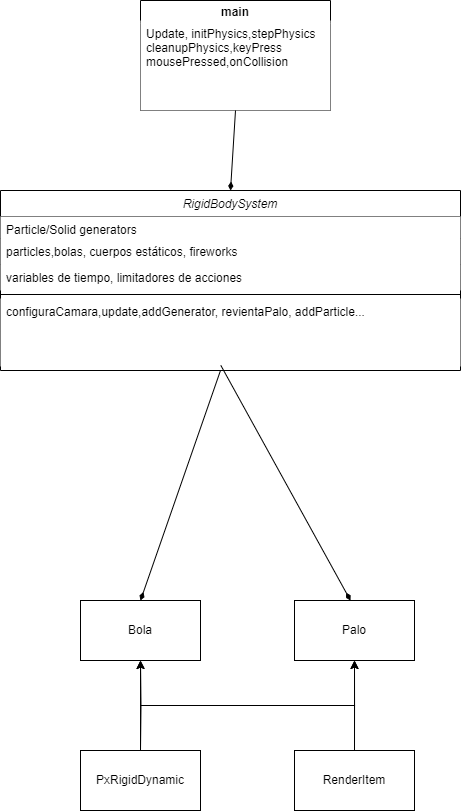 main
Update, initPhysics,stepPhysics
cleanupPhysics,keyPress
mousePressed,onCollision
RigidBodySystem
Particle/Solid generators
particles,bolas, cuerpos estáticos, fireworks
variables de tiempo, limitadores de acciones
configuraCamara,update,addGenerator, revientaPalo, addParticle...
Bola
Palo
PxRigidDynamic
RenderItem